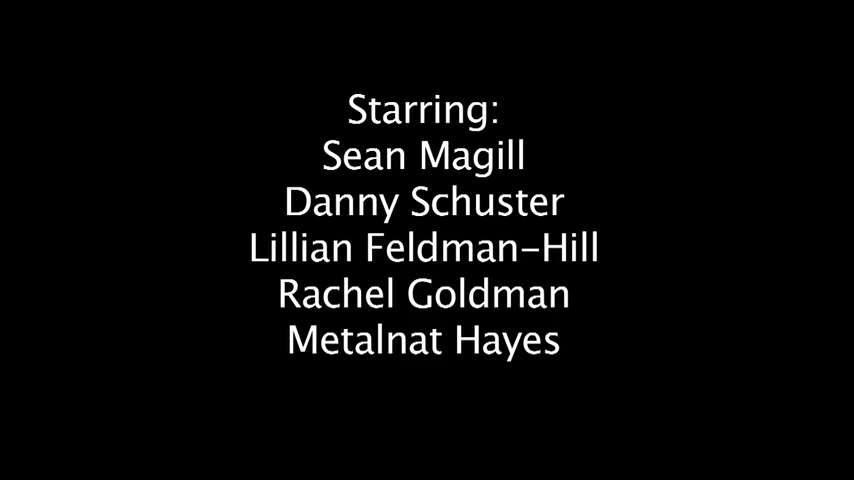 Starring:
Sean Magill
Danny Schuster
Lillian Feldman-Hill
Rachel Goldman
Metalnat Hayes